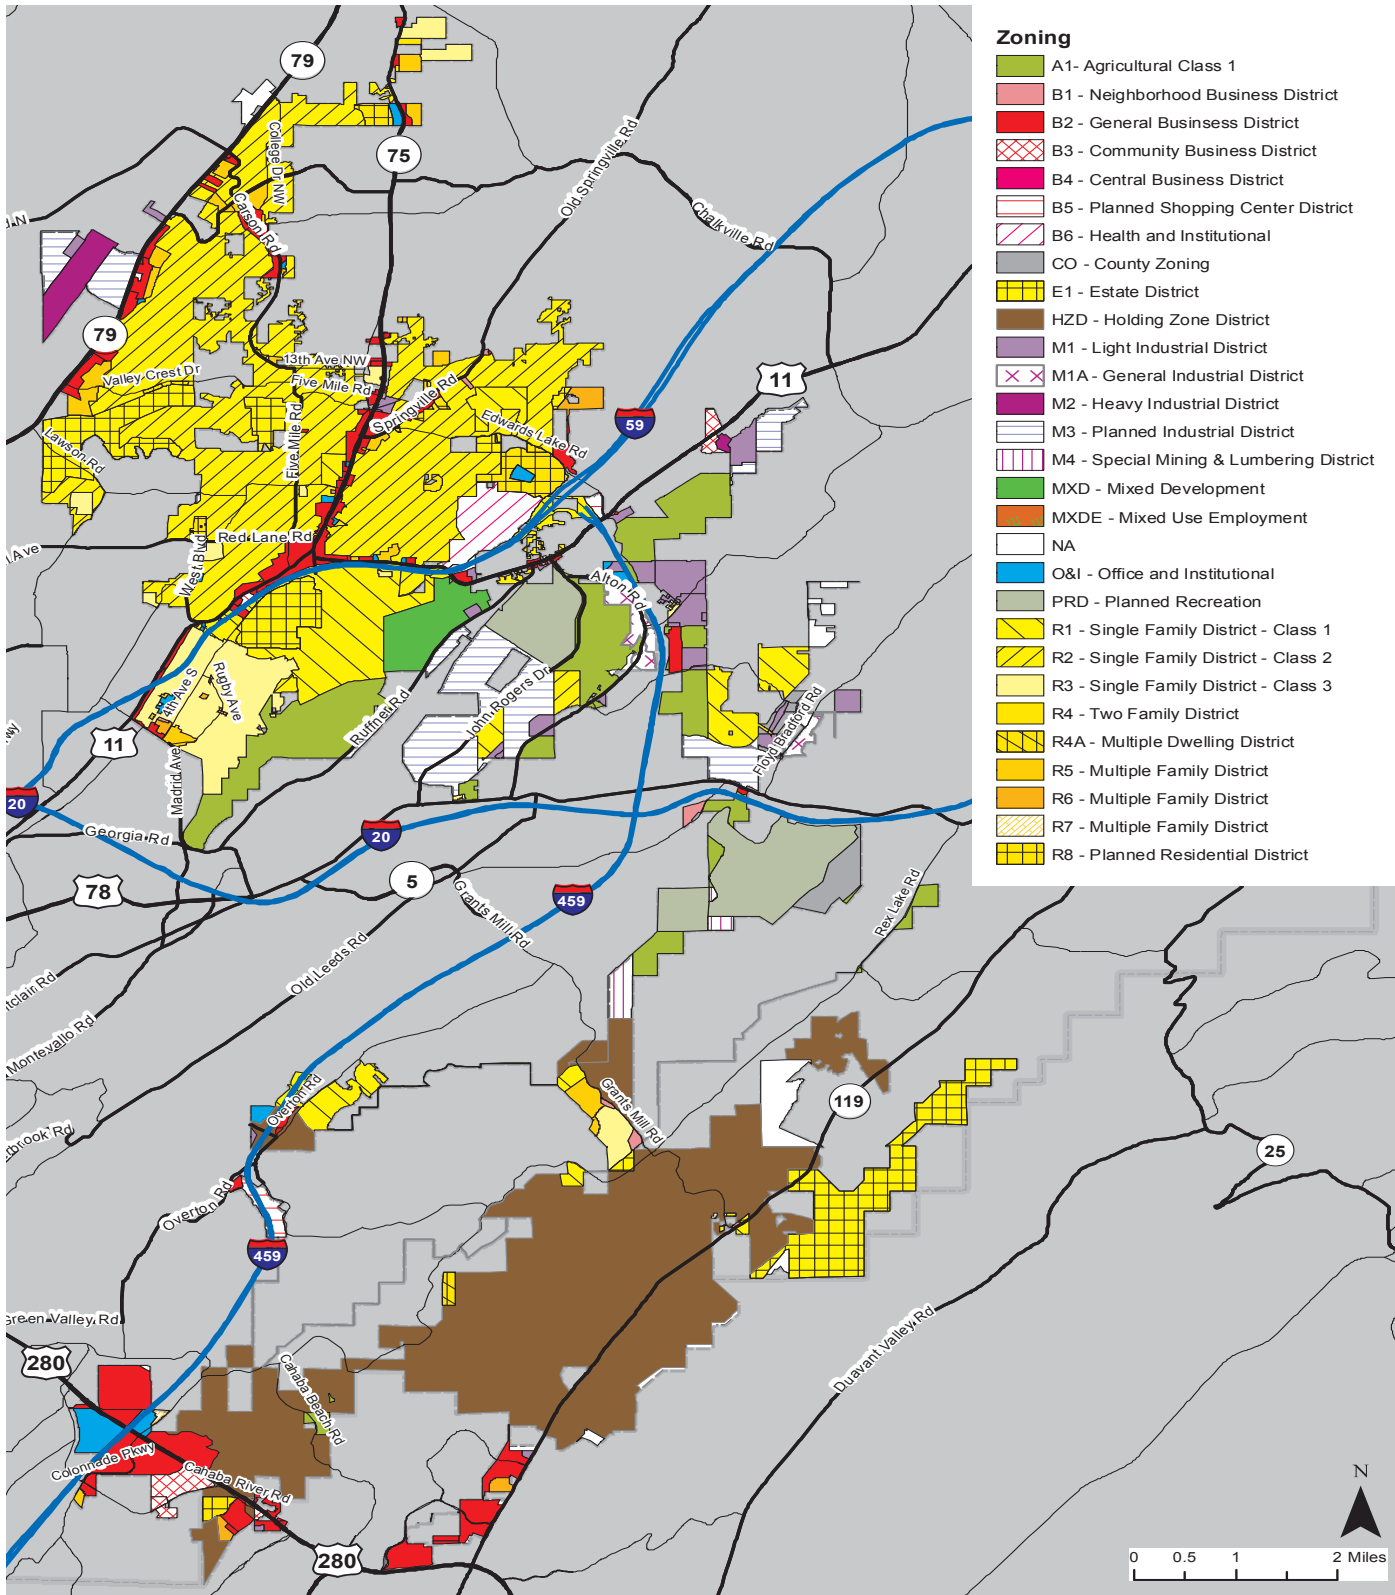 Zoning
A1- Agricultural Class 1
B1 - Neighborhood Business District
B2 - General Businsess District
B3 - Community Business District
B4 - Central Business District
B5 - Planned Shopping Center District
B6 - Health and Institutional
CO - County Zoning
E1 - Estate District
HZD - Holding Zone District
M1 - Light Industrial District
M1A - General Industrial District
M2 - Heavy Industrial District
M3 - Planned Industrial District
M4 - Special Mining & Lumbering District
MXD - Mixed Development
MXDE - Mixed Use Employment
NA
O&I - Office and Institutional
PRD - Planned Recreation
R1 - Single Family District - Class 1
R2 - Single Family District - Class 2
R3 - Single Family District - Class 3
R4 - Two Family District
R4A - Multiple Dwelling District
R5 - Multiple Family District
R6 - Multiple Family District
R7 - Multiple Family District
R8 - Planned Residential District
79
75
College Dr NW
Old Springville Rd
Carson Rd
Chalkville Rd
79
13th Ave NW
Valley Crest Dr
Five Mile Rd
Springville Rd
11
59
Edwards Lake Rd
Five Mile Rd
Lawson Rd
Red Lane Rd
Ave
West Blvd
Alton Rd
4th Ave S
Rugby Ave
Ruffner Rd
John Rogers Dr
Floyd Bradford Rd
11
Madrid Ave
20
Georgia Rd
20
78
5
459
Grants Mill Rd
Rex Lake Rd
Old Leeds Rd
tclair Rd
Montevallo Rd
Overton Rd
Grants Mill Rd
119
brook Rd
25
Overton Rd
459
Green Valley Rd
280
Cahaba Beach Rd
Duavant Valley Rd
Colonnade Pkwy
Cahaba River Rd
280
N
0 0.5 1 2 Miles